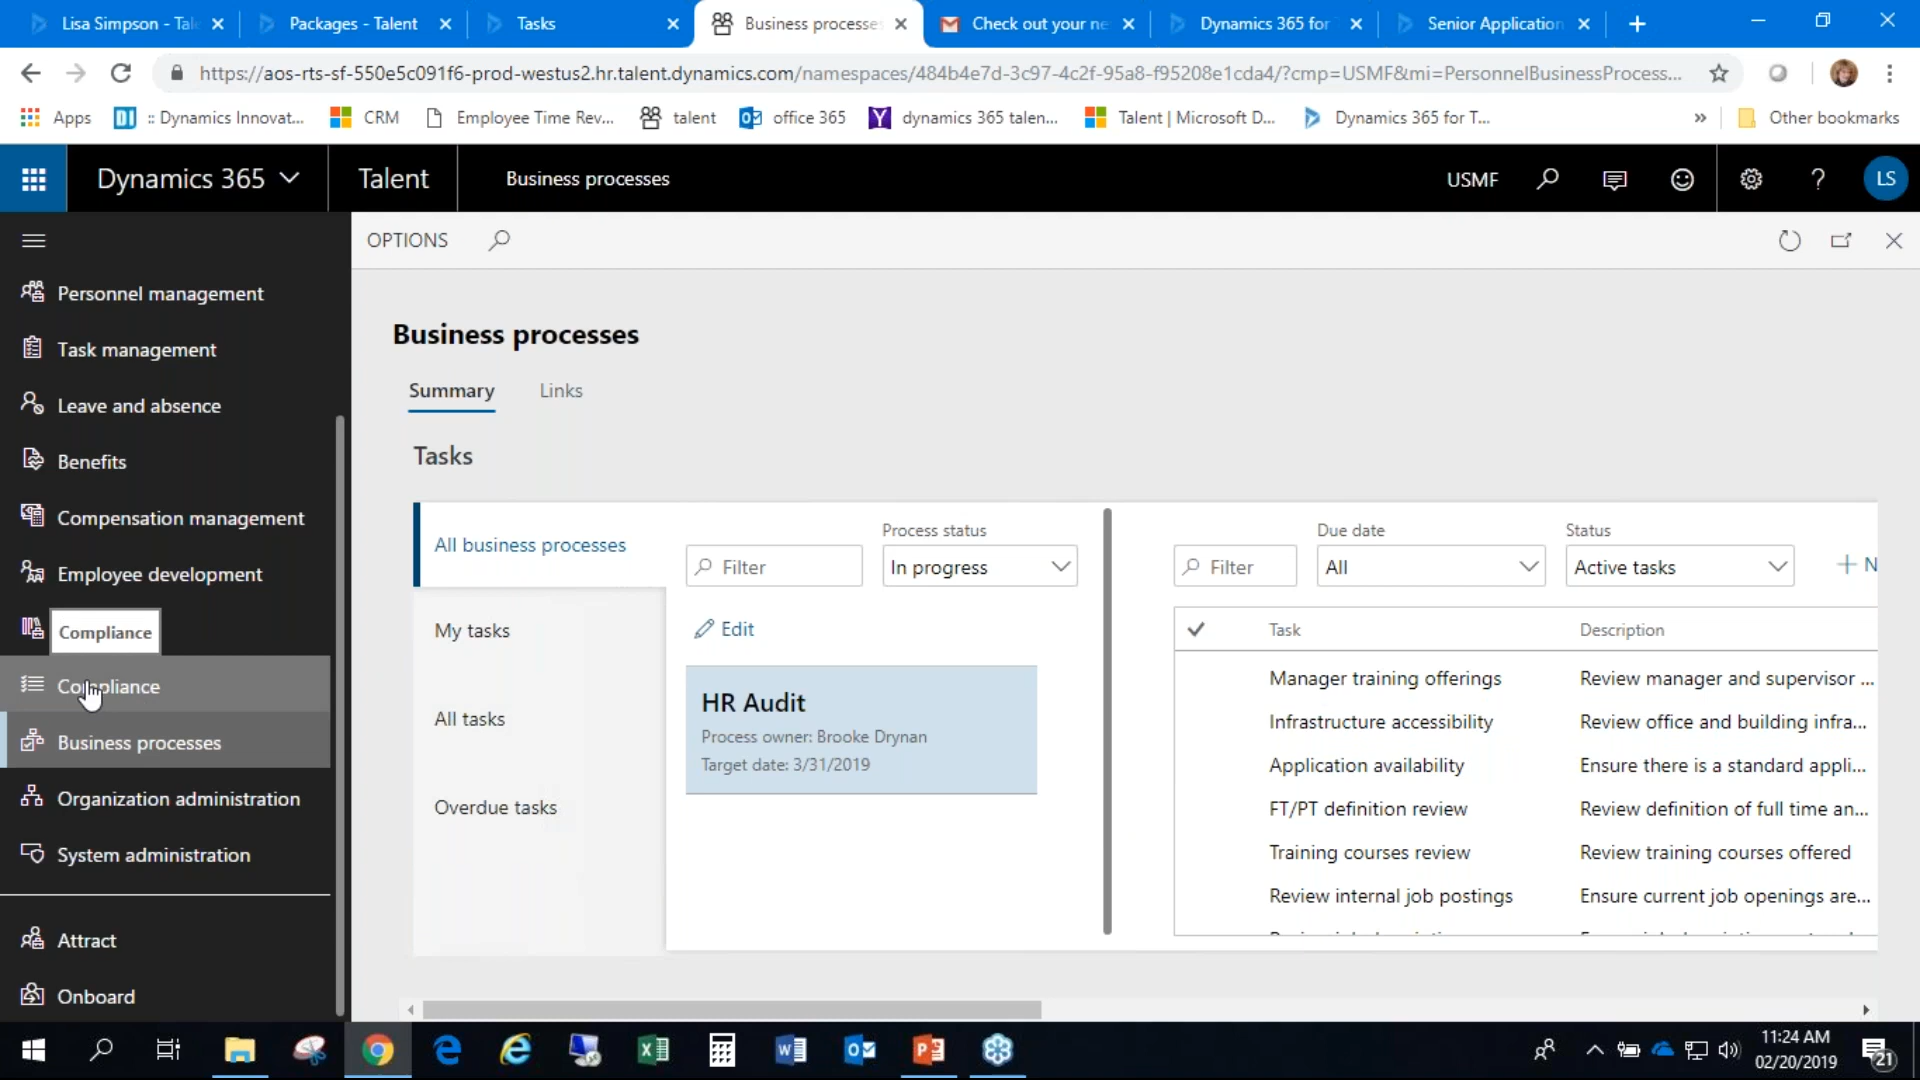 Lisa Simpson - Tal
Packages - Talent
Tasks
Business processes
Check out your ne
Dynamics 365 for
Senior Application
https://aos-rts-sf-550e5c091f6-prod-westus2.hr.talent.dynamics.com/namespaces/484b4e7d-3c97-4c2f-95a8-f95208e1cda4/?cmp=USMF&mi=PersonnelBusinessProcess...
Apps
:: Dynamics Innovat...
CRM
Employee Time Rev...
talent
office 365
dynamics 365 talen...
Talent | Microsoft D...
Dynamics 365 for T...
»
Other bookmarks
Dynamics 365
Talent
Business processes
USMF
?
LS
OPTIONS
Personnel management
Task management
Leave and absence
Benefits
Compensation management
Employee development
Compliance
Compliance
Business processes
Organization administration
System administration
Attract
Onboard
Business processes
Summary
Links
Tasks
All business processes
My tasks
All tasks
Overdue tasks
Process status
Filter
In progress
Edit
HR Audit
Process owner: Brooke Drynan
Target date: 3/31/2019
Due date
Status
Filter
All
Active tasks
+ N
Task
Description
Manager training offerings
Review manager and supervisor ...
Infrastructure accessibility
Review office and building infra...
Application availability
Ensure there is a standard appli...
FT/PT definition review
Review definition of full time an...
Training courses review
Review training courses offered
Review internal job postings
Ensure current job openings are...
11:24 AM
02/20/2019
21